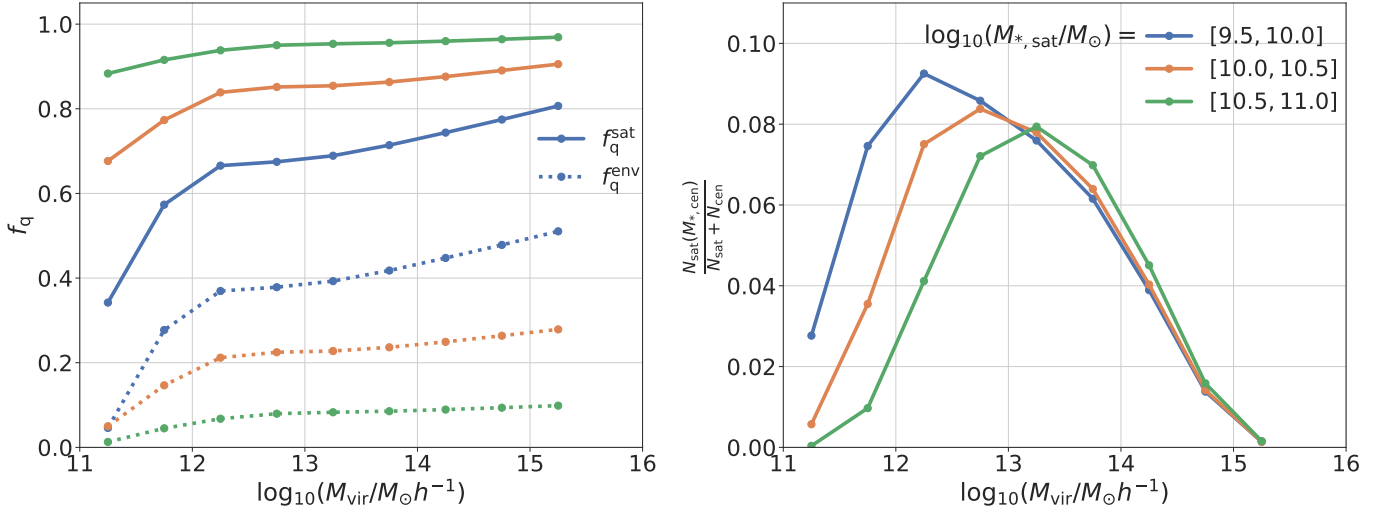 1.0
0.8
0.6
0.4
0.2
0.0
f_q
f_q^sat
f_q^env
11 12 13 14 15 16
log10(M_vir/M⊙h⁻¹)
log10(M_*,sat/M⊙) =
[9.5, 10.0]
[10.0, 10.5]
[10.5, 11.0]
0.10
0.08
0.06
0.04
0.02
0.00
N_sat(M_*,cen)
N_sat + N_cen
11 12 13 14 15 16
log10(M_vir/M⊙h⁻¹)